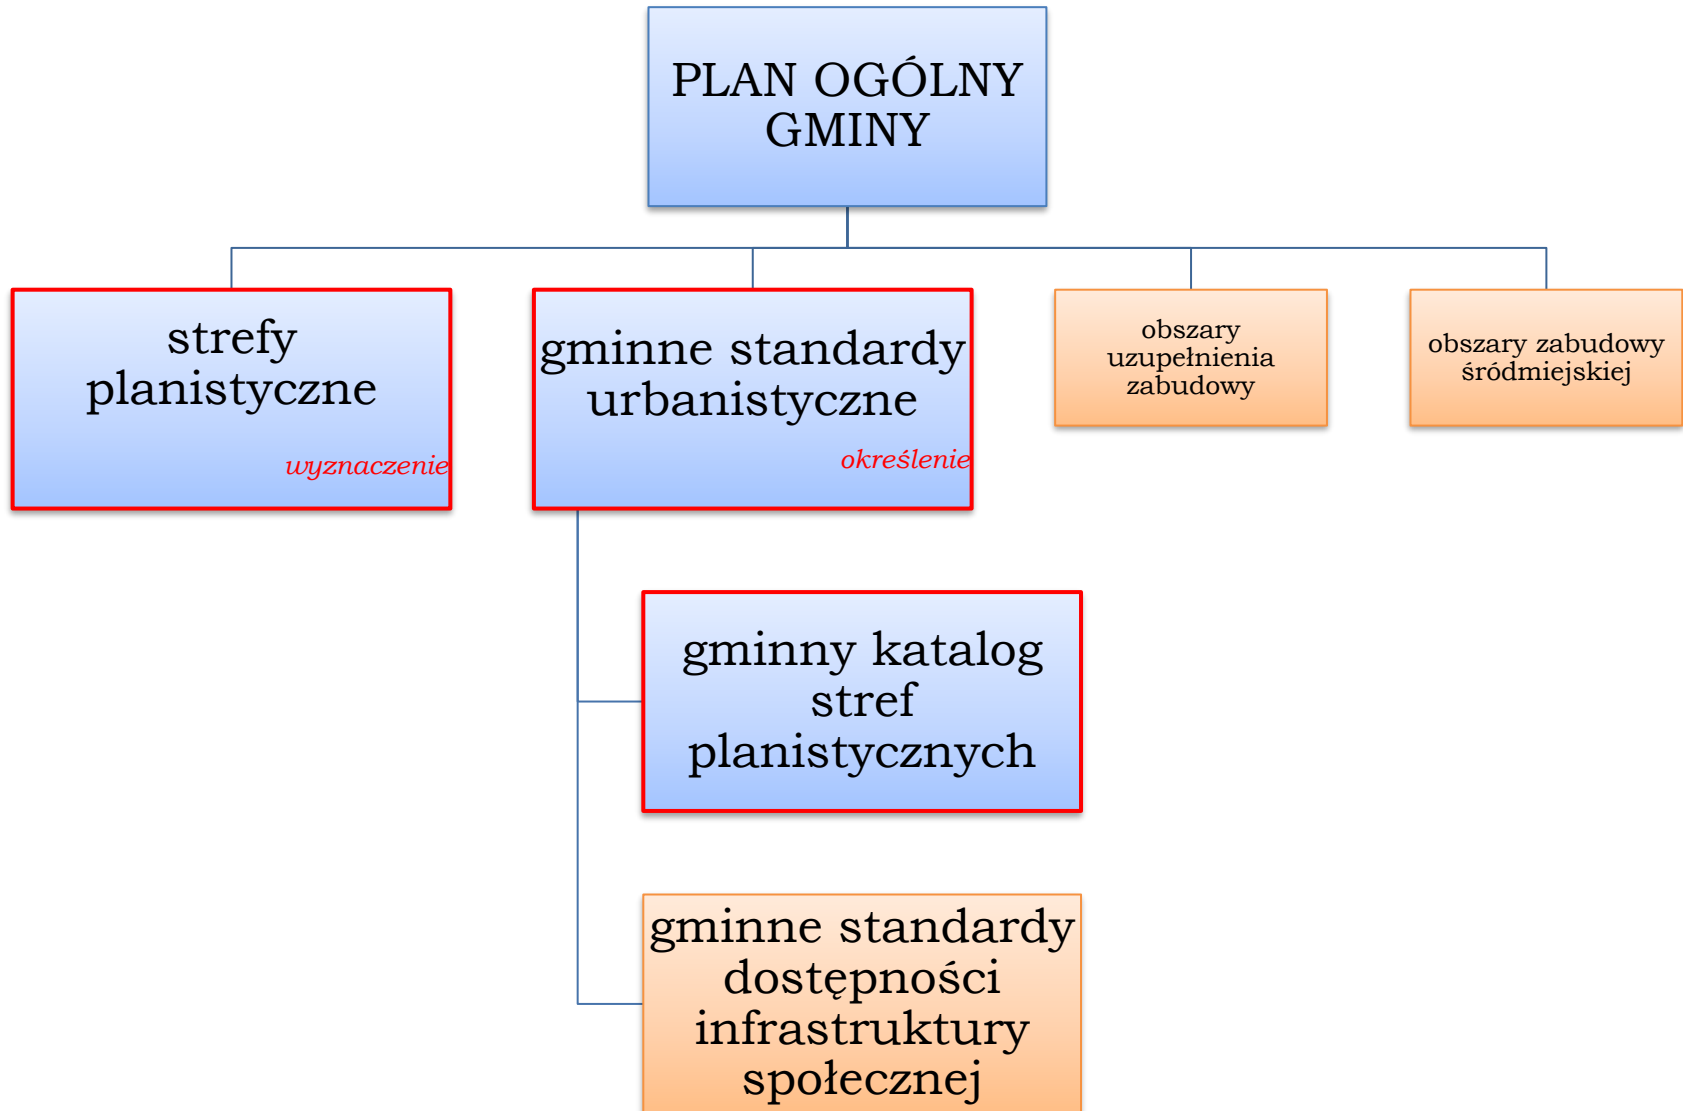 PLAN OGÓLNY
GMINY
strefy
planistyczne
wyznaczenie
gminne standardy
urbanistyczne
określenie
obszary
uzupełnienia
zabudowy
obszary zabudowy
śródmiejskiej
gminny katalog
stref
planistycznych
gminne standardy
dostępności
infrastruktury
społecznej